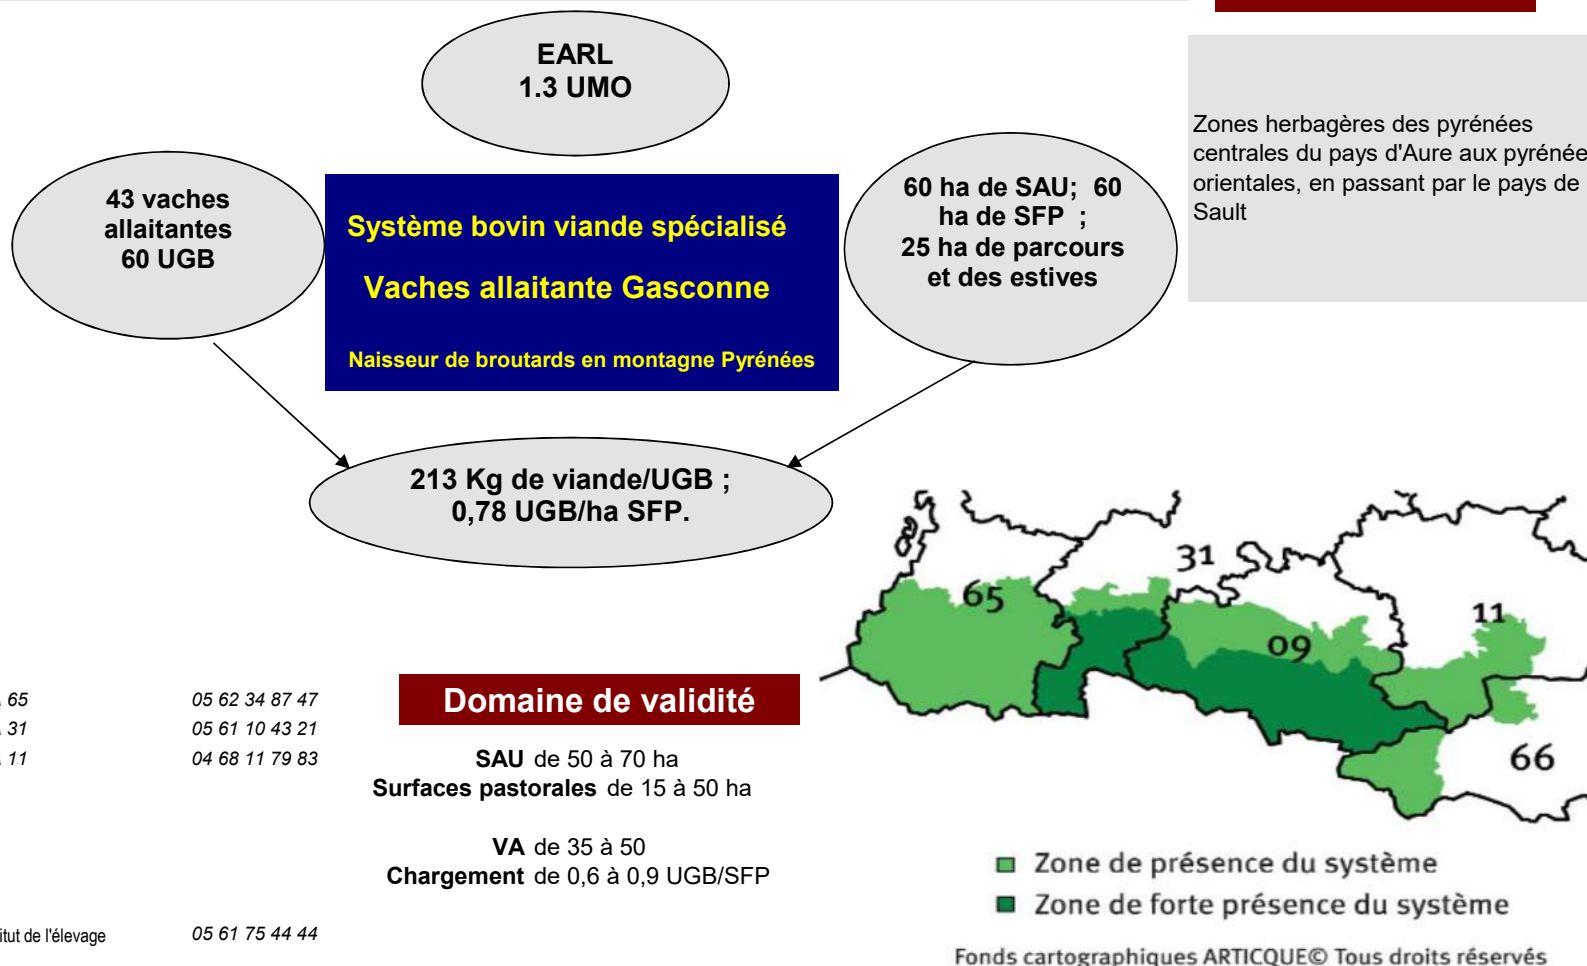 EARL
1.3 UMO
43 vaches
allaitantes
60 UGB
Système bovin viande spécialisé
Vaches allaitante Gasconne
Naisseur de broutards en montagne Pyrénées
60 ha de SAU; 60
ha de SFP ;
25 ha de parcours
et des estives
Zones herbagères des pyrénées
centrales du pays d'Aure aux pyrénée
orientales, en passant par le pays de
Sault
213 Kg de viande/UGB ;
0,78 UGB/ha SFP.
65
31
09
11
66
65 05 62 34 87 47
31 05 61 10 43 21
11 04 68 11 79 83
Domaine de validité
SAU de 50 à 70 ha
Surfaces pastorales de 15 à 50 ha
VA de 35 à 50
Chargement de 0,6 à 0,9 UGB/SFP
titut de l'élevage 05 61 75 44 44
Zone de présence du système
Zone de forte présence du système
Fonds cartographiques ARTICQUE© Tous droits réservés